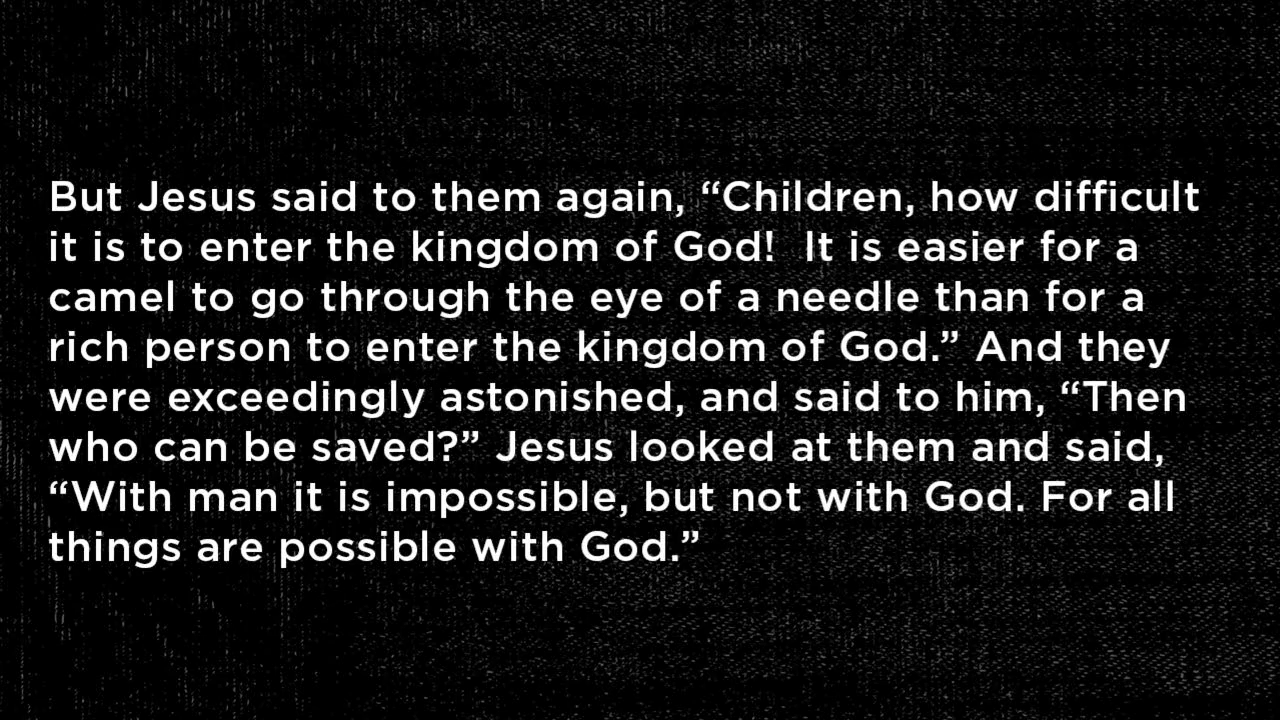 But Jesus said to them again, “Children, how difficult
it is to enter the kingdom of God!  It is easier for a
camel to go through the eye of a needle than for a
rich person to enter the kingdom of God.” And they
were exceedingly astonished, and said to him, “Then
who can be saved?” Jesus looked at them and said,
“With man it is impossible, but not with God. For all
things are possible with God.”